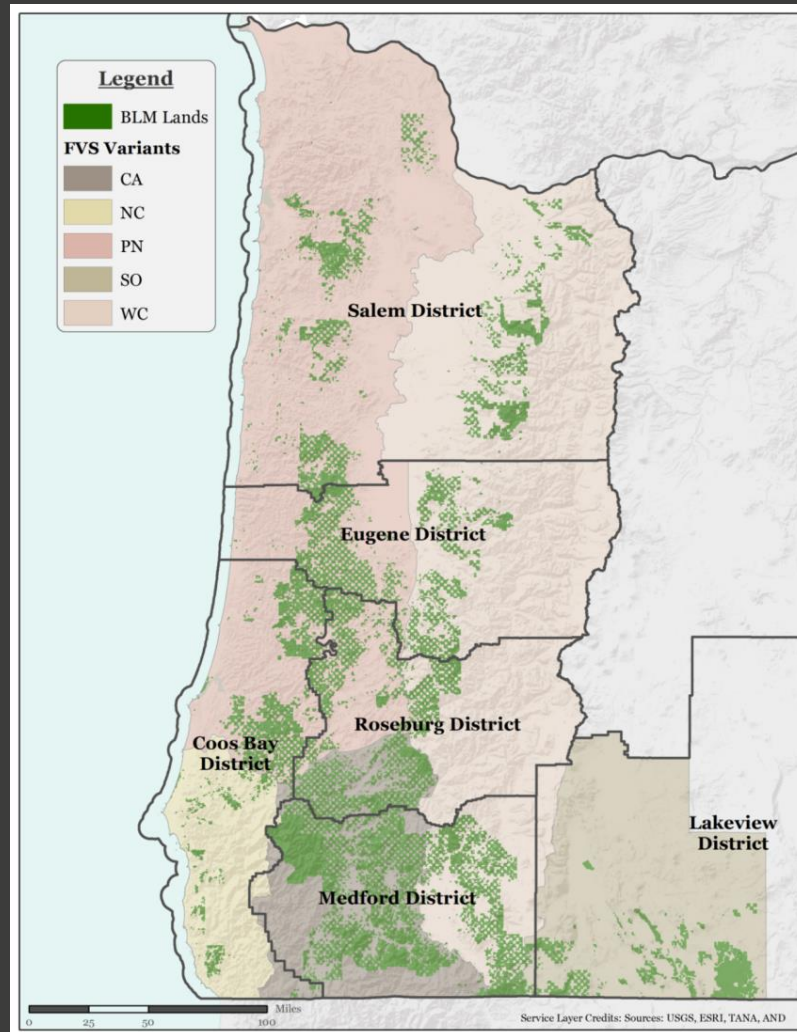 Legend
BLM Lands
FVS Variants
CA
NC
PN
SO
WC
Salem District
Eugene District
Roseburg District
Coos Bay
District
Lakeview
District
Medford District
Miles
0 25 50 100
Service Layer Credits: Sources: USGS, ESRI, TANA, AND